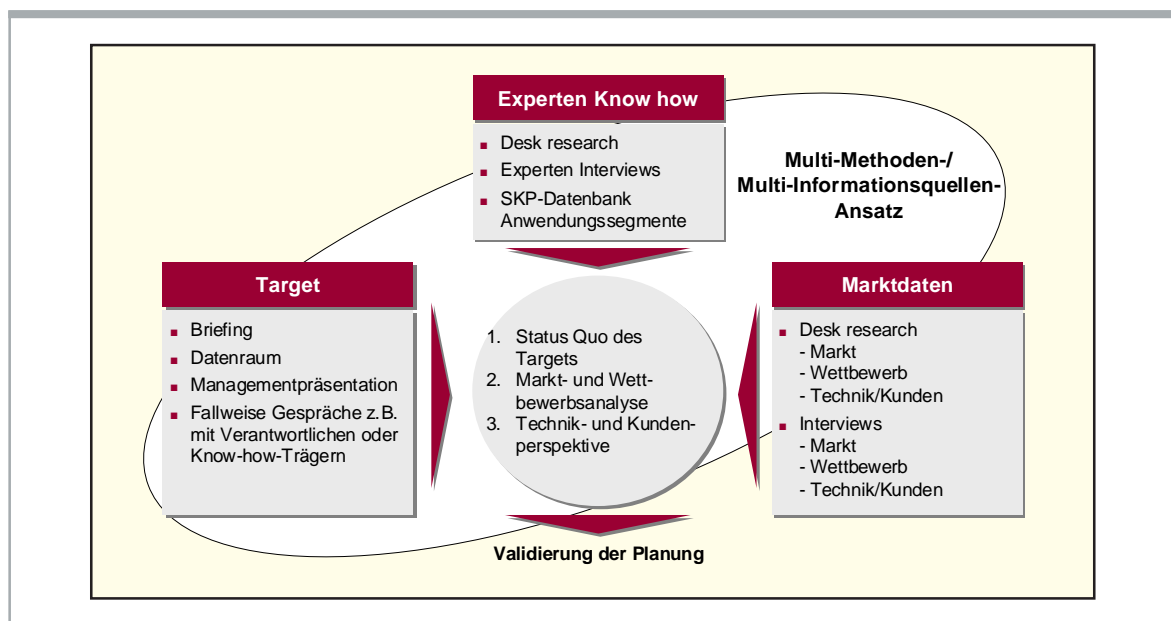 Experten Know how
■ Desk research
■ Experten Interviews
■ SKP-Datenbank
Anwendungssegmente
Multi-Methoden-/
Multi-Informationsquellen-
Ansatz
Target
■ Briefing
■ Datenraum
■ Managementpräsentation
■ Fallweise Gespräche z.B.
mit Verantwortlichen oder
Know-how-Trägern
1. Status Quo des
Targets
2. Markt- und Wett-
bewerbsanalyse
3. Technik- und Kunden-
perspektive
Marktdaten
■ Desk research
- Markt
- Wettbewerb
- Technik/Kunden
■ Interviews
- Markt
- Wettbewerb
- Technik/Kunden
Validierung der Planung